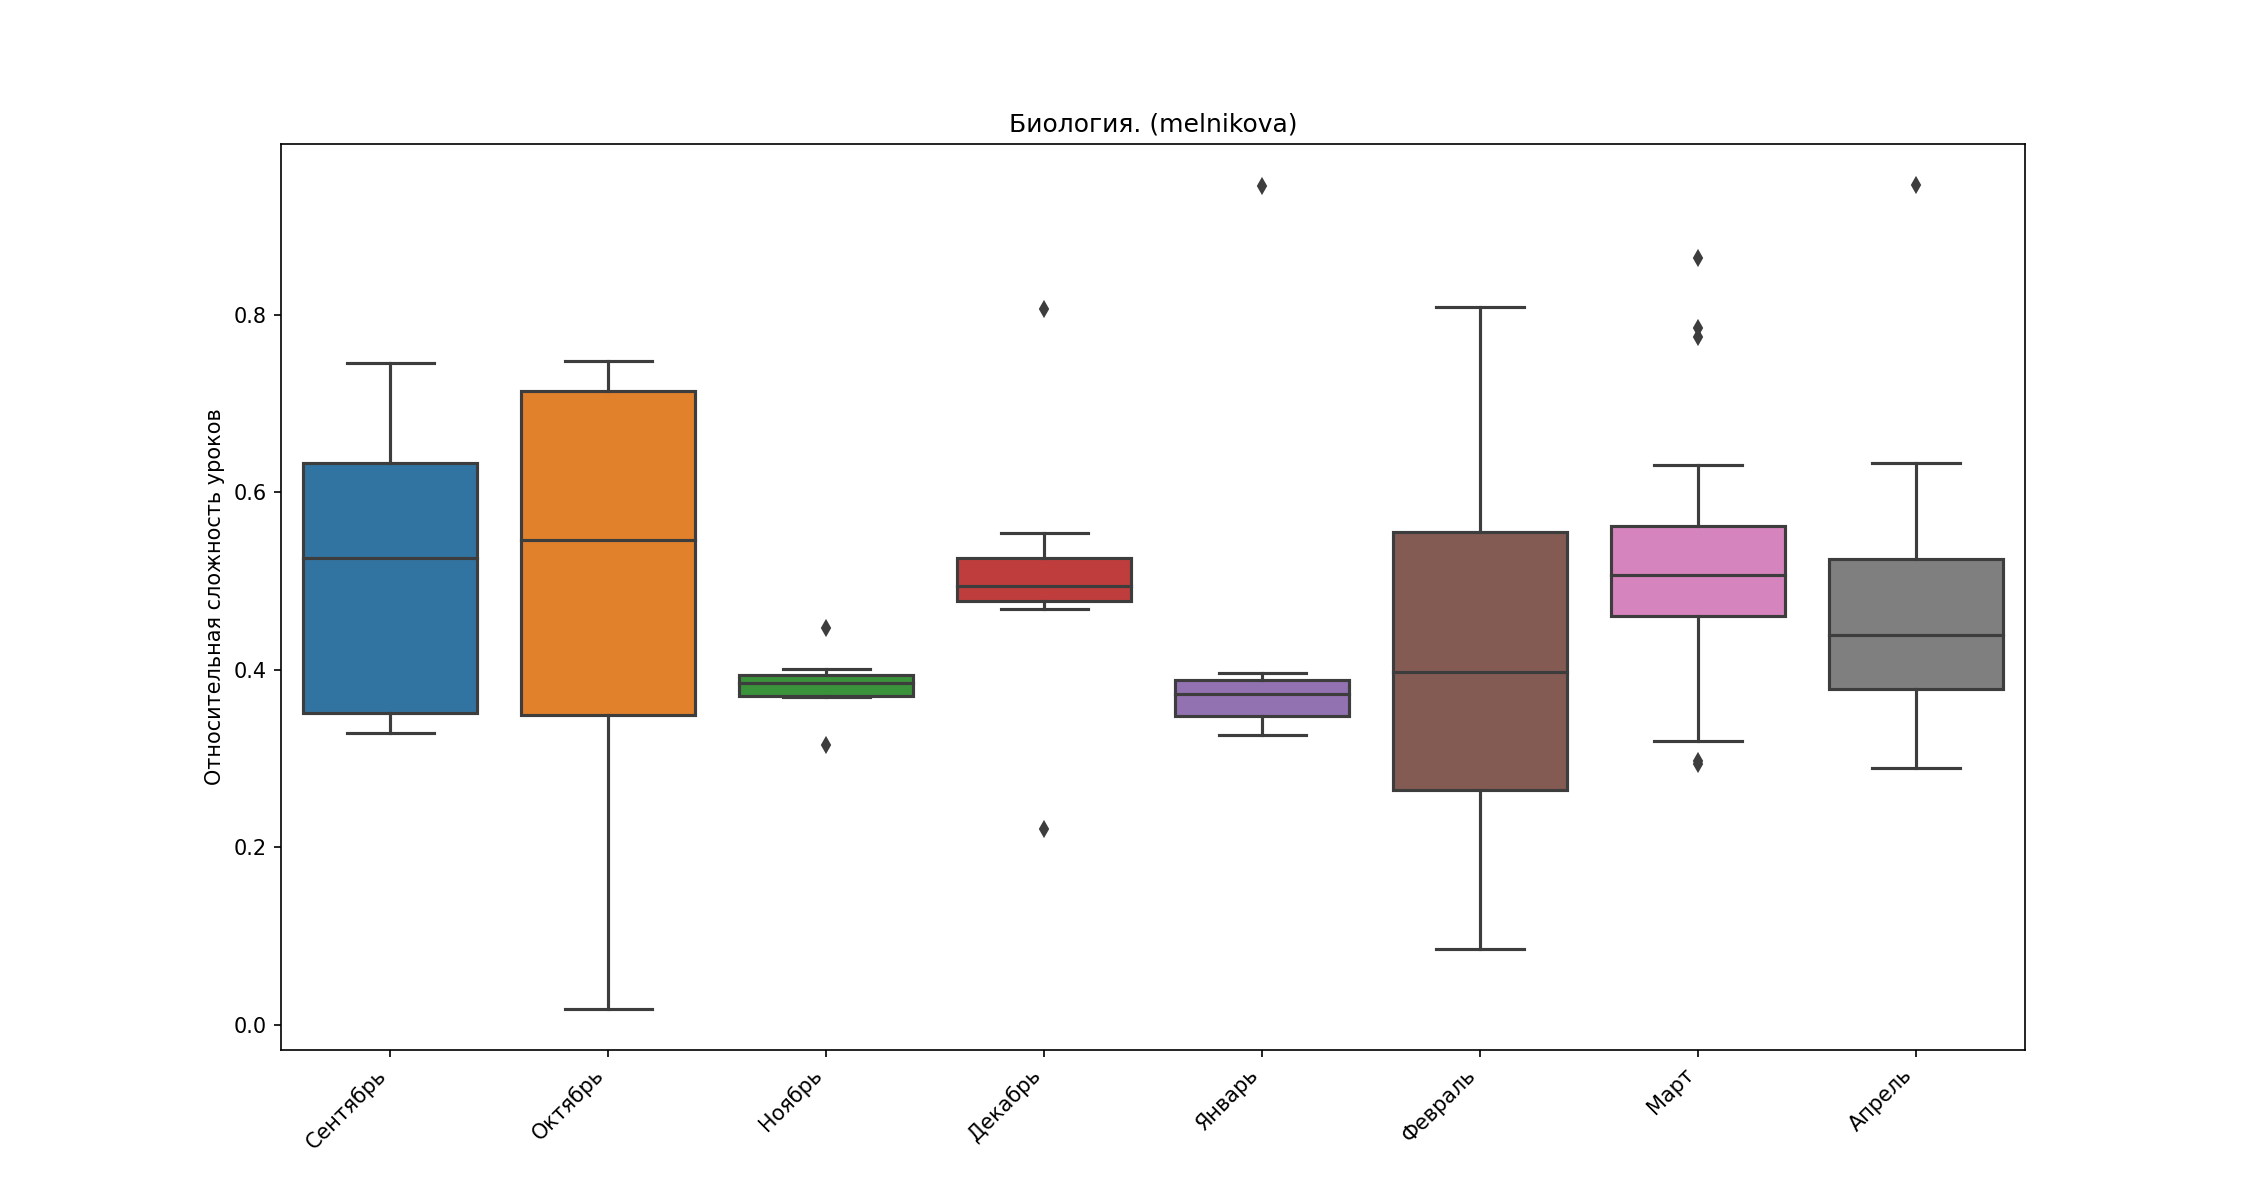 Биология. (melnikova)
Относительная сложность уроков
0.8
0.6
0.4
0.2
0.0
Сентябрь
Октябрь
Ноябрь
Декабрь
Январь
Февраль
Март
Апрель